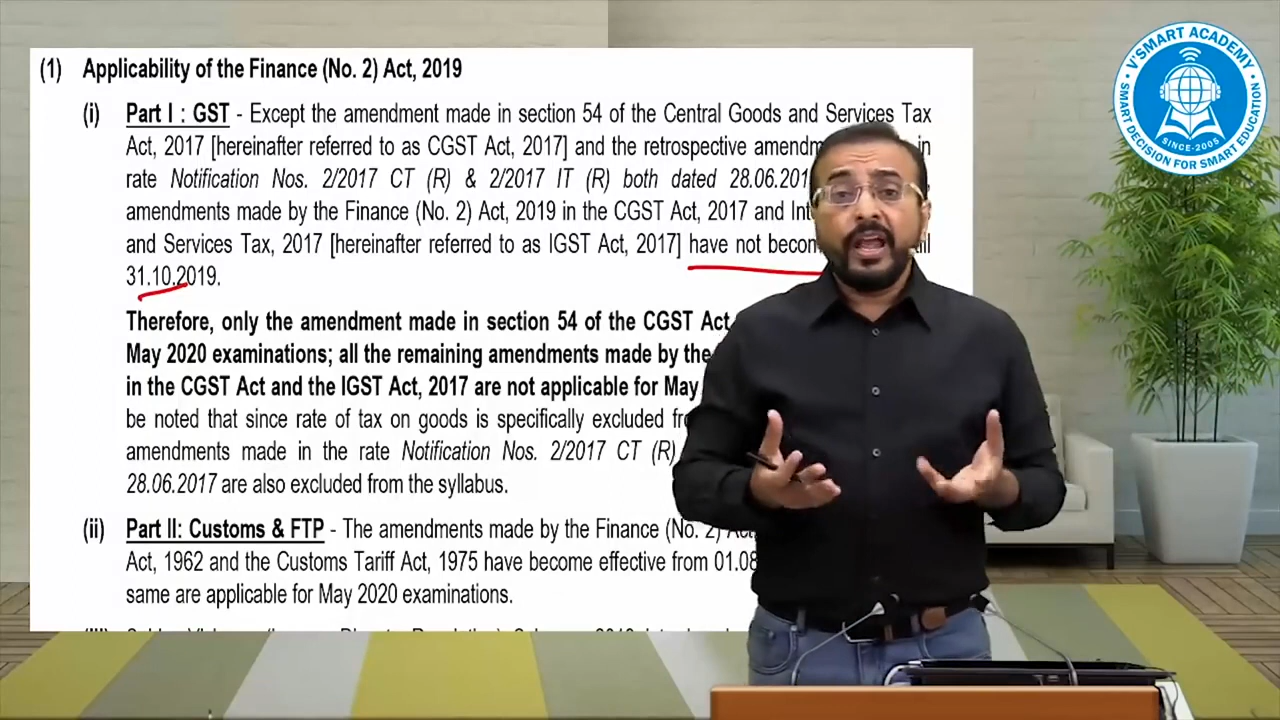 (1) Applicability of the Finance (No. 2) Act, 2019
(i) Part I : GST - Except the amendment made in section 54 of the Central Goods and Services Tax
Act, 2017 [hereinafter referred to as CGST Act, 2017] and the retrospective in
rate Notification Nos. 2/2017 CT (R) & 2/2017 IT (R) both dated
amendments made by the Finance (No. 2) Act, 2019 in the CGST Act, 2017 and
and Services Tax, 2017 [hereinafter referred to as IGST Act, 2017] have not
31.10.2019.
Therefore, only the amendment made in section 54 of the CGST Act
May 2020 examinations; all the remaining amendments made by the
in the CGST Act and the IGST Act, 2017 are not applicable for May
be noted that since rate of tax on goods is specifically excluded
amendments made in the rate Notification Nos. 2/2017 CT (R)
28.06.2017 are also excluded from the syllabus.
(ii) Part II: Customs & FTP - The amendments made by the Finance (No. 2)
Act, 1962 and the Customs Tariff Act, 1975 have become effective from
same are applicable for May 2020 examinations.
V'SMART ACADEMY
SINCE-2005
SMART DECISION FOR SMART EDUCATION